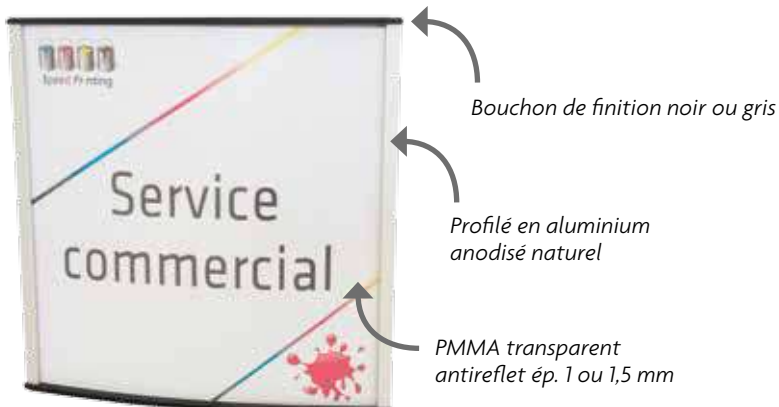 Speed Printing
Service
commercial
Bouchon de finition noir ou gris
Profilé en aluminium
anodisé naturel
PMMA transparent
antireflet ép. 1 ou 1,5 mm